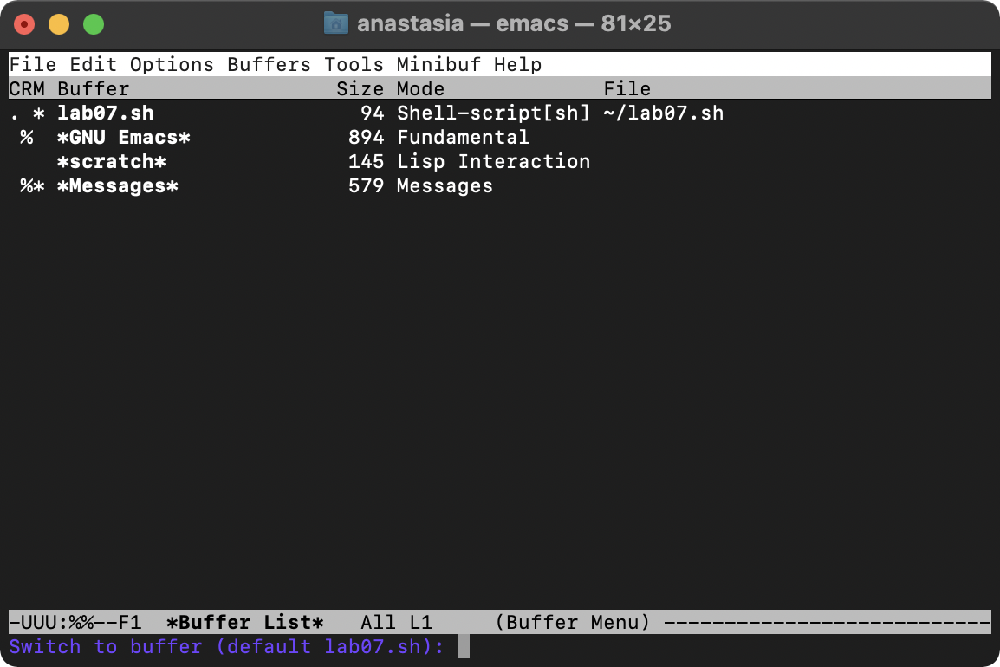 anastasia — emacs — 81×25
File Edit Options Buffers Tools Minibuf Help
CRM Buffer                  Size Mode             File
. * lab07.sh                  94 Shell-script[sh] ~/lab07.sh
 %  *GNU Emacs*              894 Fundamental
    *scratch*                145 Lisp Interaction
 %* *Messages*               579 Messages
-UUU:%%--F1  *Buffer List*   All L1     (Buffer Menu) ---------------------------
Switch to buffer (default lab07.sh):